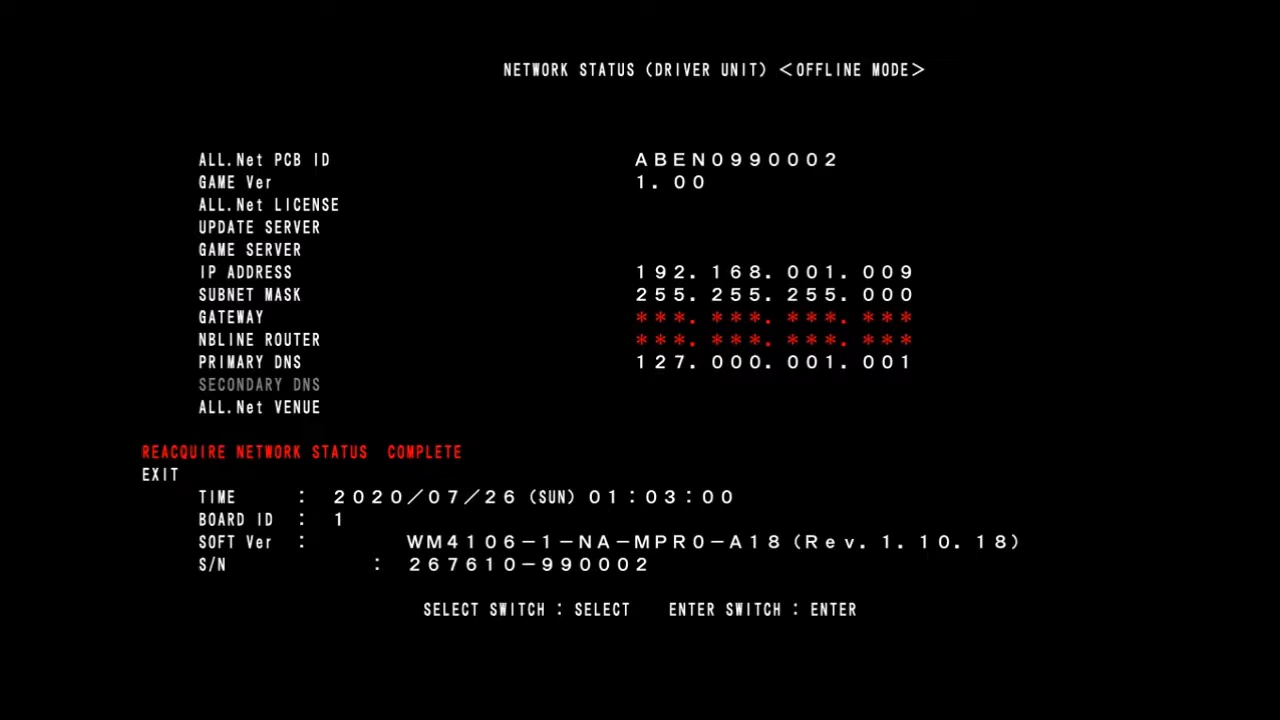 NETWORK STATUS (DRIVER UNIT) <OFFLINE MODE>
ALL.Net PCB ID ABEN0990002
GAME Ver 1.00
ALL.Net LICENSE
UPDATE SERVER
GAME SERVER
IP ADDRESS 192.168.001.009
SUBNET MASK 255.255.255.000
GATEWAY ***.***.***.***
NBLINE ROUTER ***.***.***.***
PRIMARY DNS 127.000.001.001
SECONDARY DNS
ALL.Net VENUE
REACQUIRE NETWORK STATUS COMPLETE
EXIT
TIME : 2020/07/26 (SUN) 01:03:00
BOARD ID : 1
SOFT Ver : WM4106-1-NA-MPR0-A18 (Rev.1.10.18)
S/N : 267610-990002
SELECT SWITCH : SELECT ENTER SWITCH : ENTER